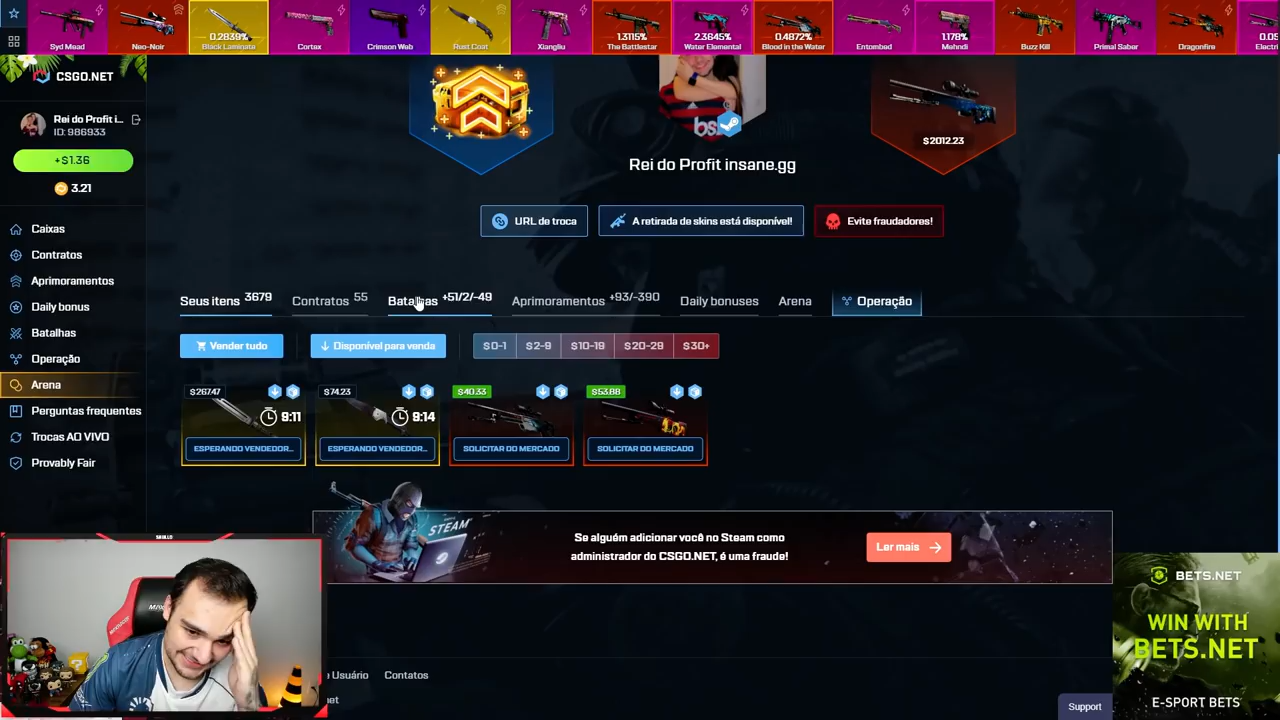 Syd Mead
Neo-Noir
0.2839%
Black Laminate
Cortex
Crimson Web
Rust Coat
Xiangliu
1.3115%
The Battlestar
2.3645%
Water Elemental
0.4872%
Blood in the Water
Entombed
1.178%
Mehndi
Buzz Kill
Primal Saber
Dragonfire
0.05
Electri
CSGO.NET
Rei do Profit i...
ID: 986933
+$1.36
3.21
Caixas
Contratos
Aprimoramentos
Daily bonus
Batalhas
Operação
Arena
Perguntas frequentes
Trocas AO VIVO
Provably Fair
$2012.23
Rei do Profit insane.gg
URL de troca
A retirada de skins está disponível!
Evite fraudadores!
Seus itens 3679
Contratos 55
Batalhas +51/2/-49
Aprimoramentos +93/-390
Daily bonuses
Arena
Operação
Vender tudo
Disponível para venda
$0-1
$2-9
$10-19
$20-29
$30+
$267.47
9:11
ESPERANDO VENDEDOR...
$74.23
9:14
ESPERANDO VENDEDOR...
$40.33
SOLICITAR DO MERCADO
$53.88
SOLICITAR DO MERCADO
STEAM
Se alguém adicionar você no Steam como
administrador do CSGO.NET, é uma fraude!
Ler mais
BETS.NET
WIN WITH
BETS.NET
E-SPORT BETS
Usuário
Contatos
Support